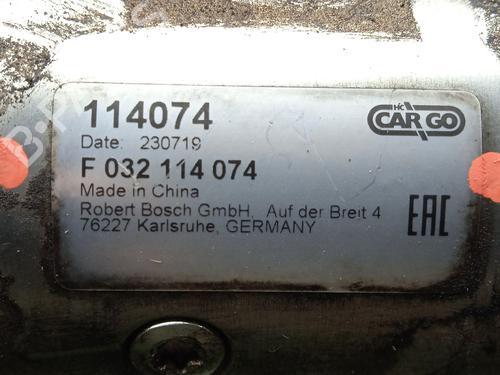 114074
HC
CARGO
Date: 230719
F 032 114 074
Made in China
Robert Bosch GmbH, Auf der Breit 4
76227 Karlsruhe, GERMANY
EAC